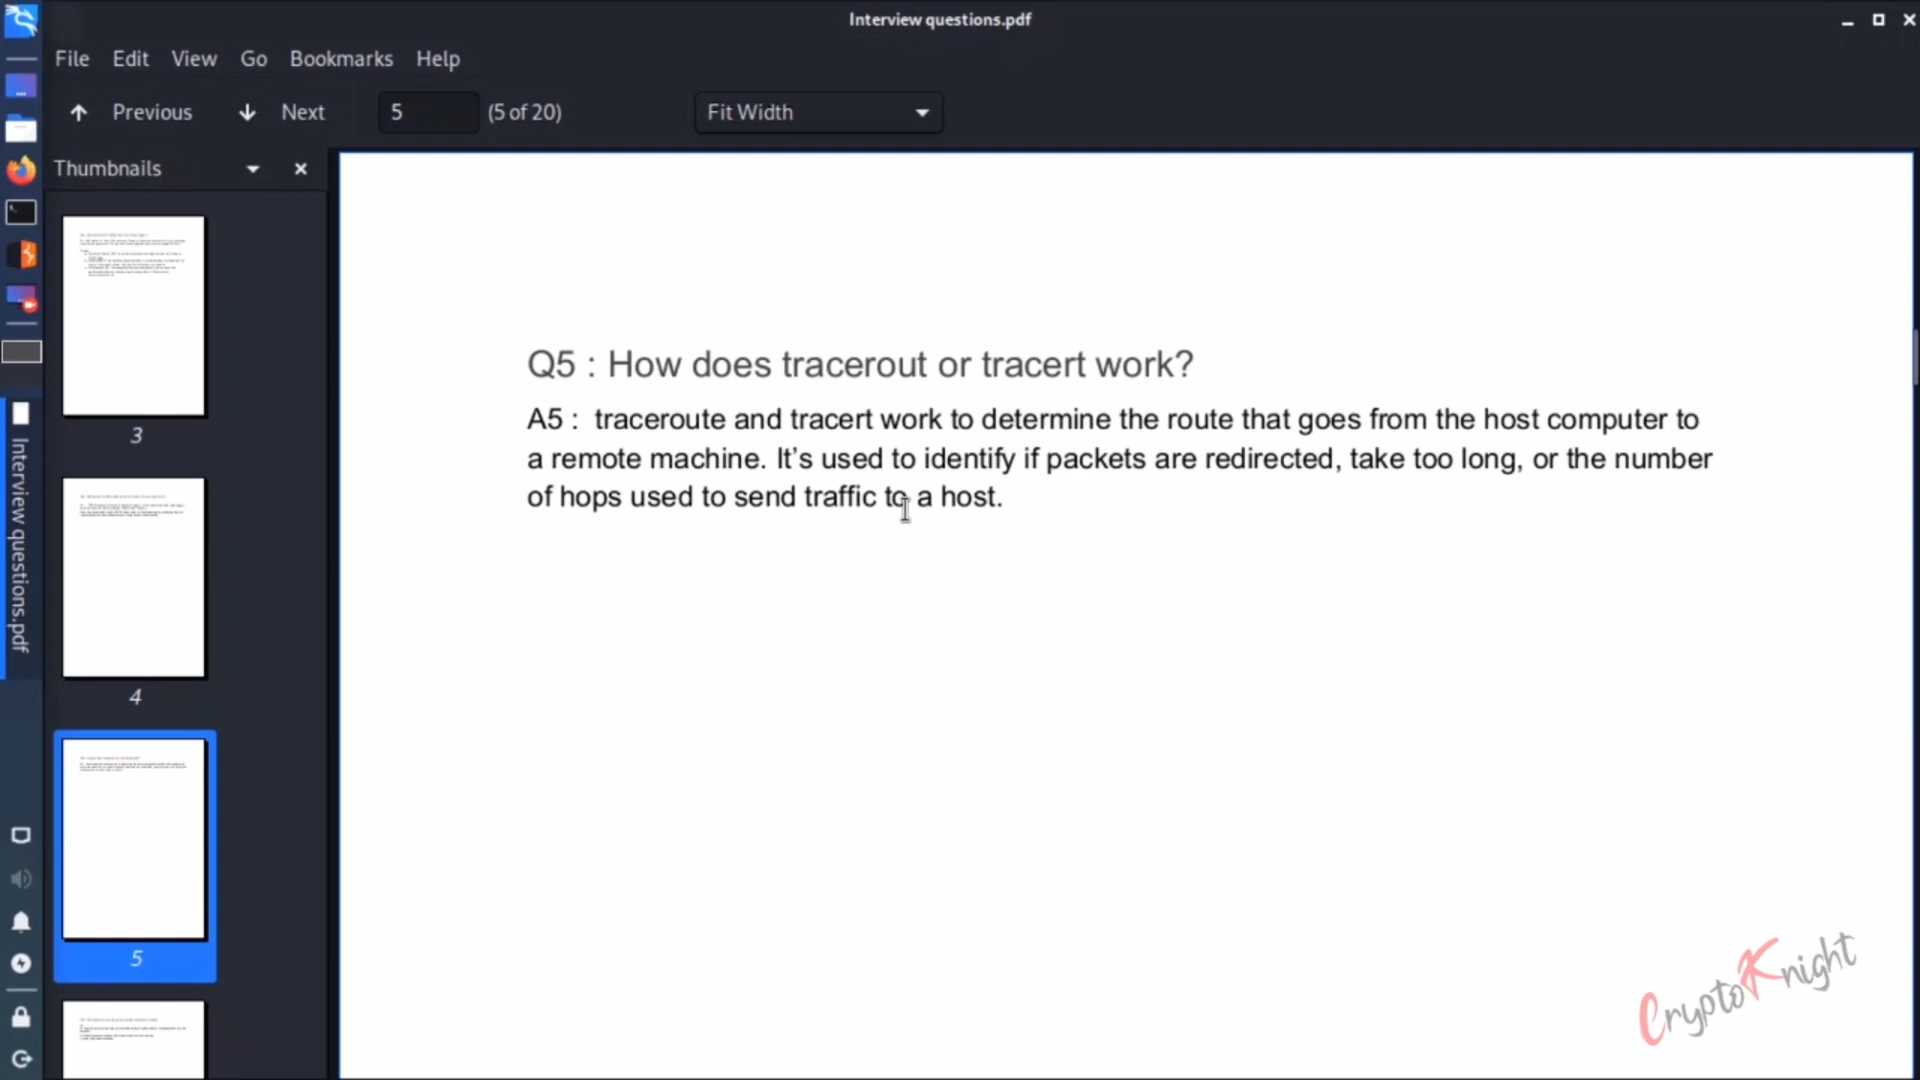 Interview questions.pdf
File Edit View Go Bookmarks Help
Previous Next 5 (5 of 20) Fit Width
Thumbnails
3
4
5
Interview questions.pdf
Q5 : How does tracerout or tracert work?
A5 : traceroute and tracert work to determine the route that goes from the host computer to
a remote machine. It’s used to identify if packets are redirected, take too long, or the number
of hops used to send traffic to a host.
CryptoKnight